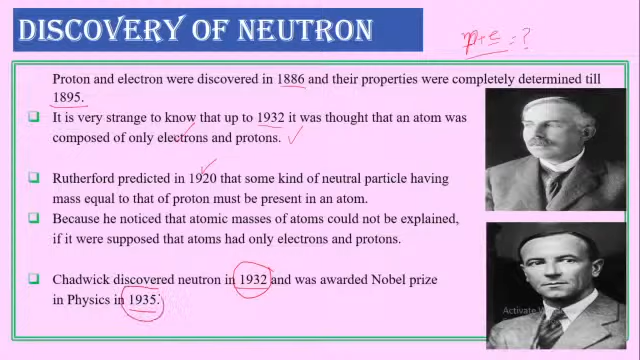 DISCOVERY OF NEUTRON
p+e = ?
Proton and electron were discovered in 1886 and their properties were completely determined till
1895.
It is very strange to know that up to 1932 it was thought that an atom was
composed of only electrons and protons.
Rutherford predicted in 1920 that some kind of neutral particle having
mass equal to that of proton must be present in an atom.
Because he noticed that atomic masses of atoms could not be explained,
if it were supposed that atoms had only electrons and protons.
Chadwick discovered neutron in 1932 and was awarded Nobel prize
in Physics in 1935.
Activate